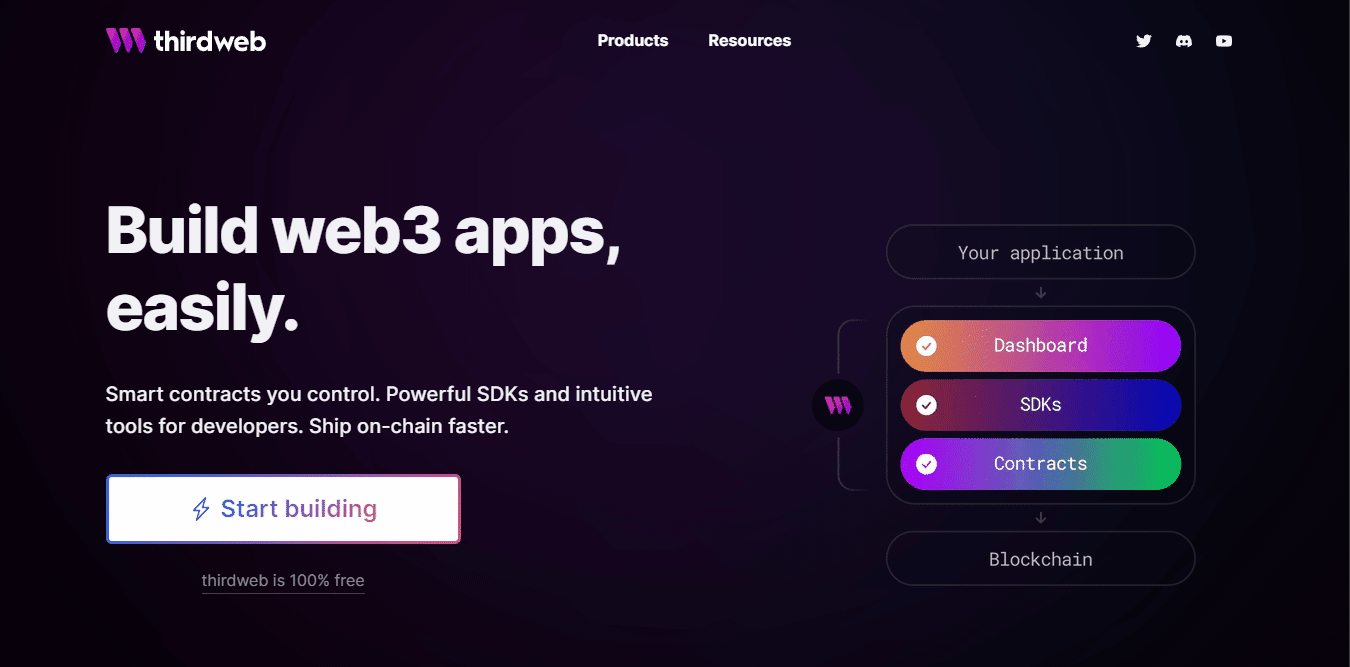 thirdweb
Products
Resources
Build web3 apps,
easily.
Smart contracts you control. Powerful SDKs and intuitive
tools for developers. Ship on-chain faster.
Start building
thirdweb is 100% free
Your application
Dashboard
SDKs
Contracts
Blockchain